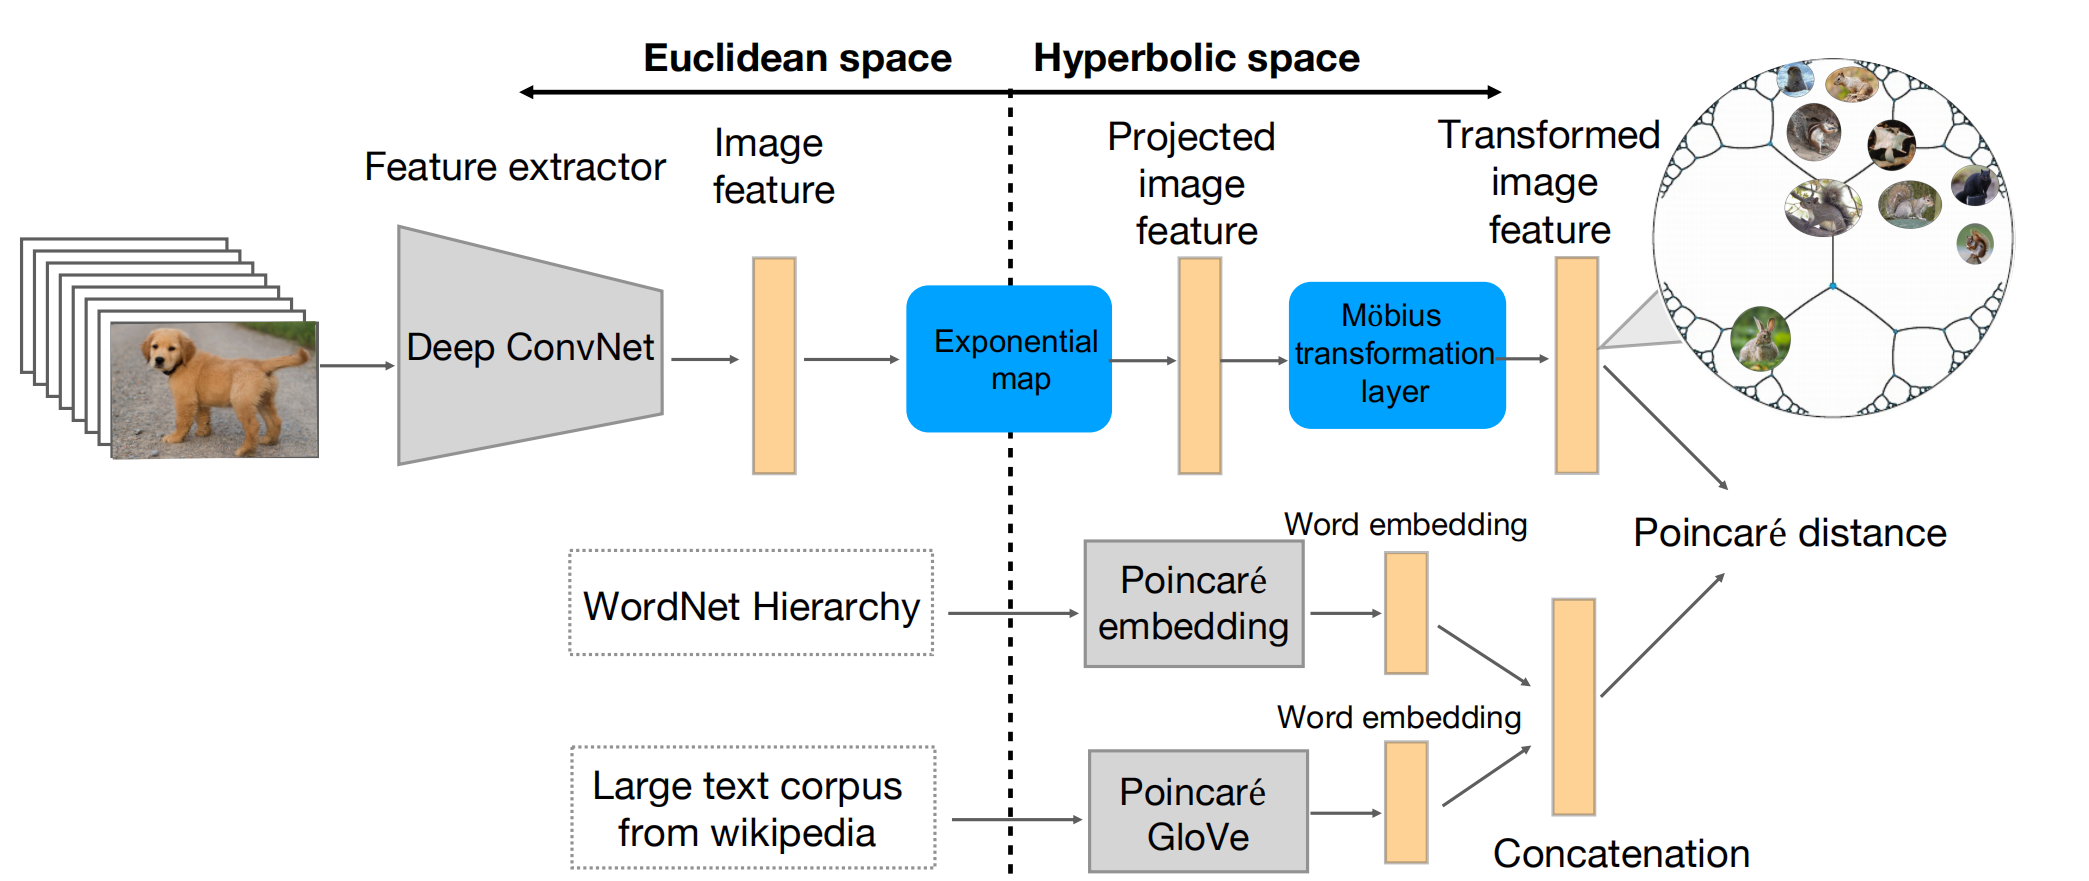 Euclidean space
Hyperbolic space
Feature extractor
Image
feature
Projected
image
feature
Transformed
image
feature
Deep ConvNet
Exponential
map
Möbius
transformation
layer
Poincaré distance
Word embedding
WordNet Hierarchy
Poincaré
embedding
Word embedding
Large text corpus
from wikipedia
Poincaré
GloVe
Concatenation